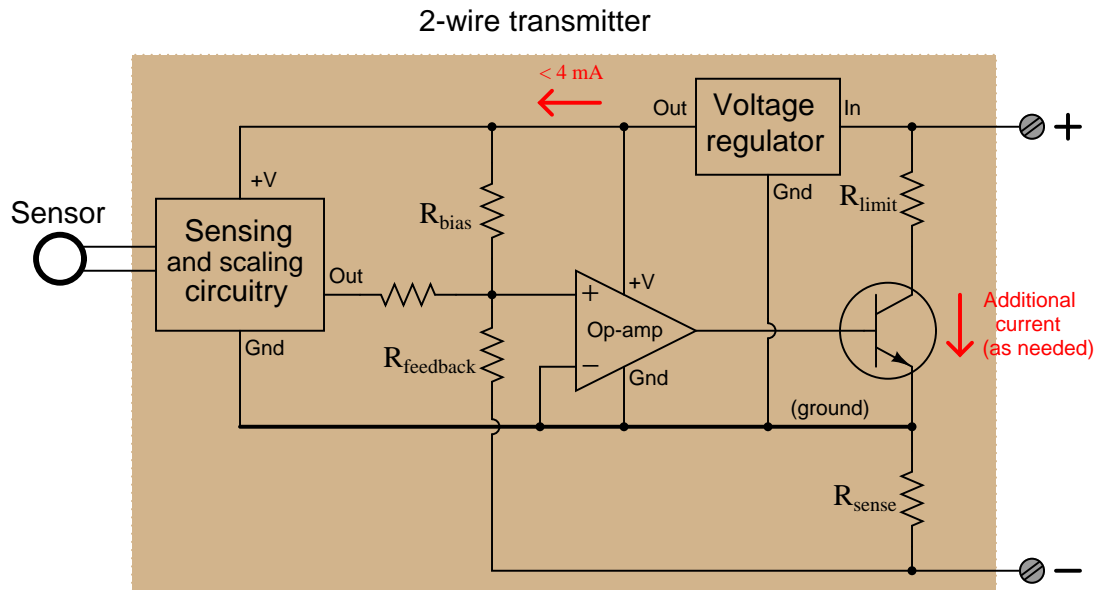 2-wire transmitter
< 4 mA
Out
Voltage
regulator
In
+
Gnd
+V
Sensor
Sensing
and scaling
circuitry
Out
Gnd
Rbias
Rlimit
+
+V
Op-amp
−
Gnd
Rfeedback
Additional
current
(as needed)
(ground)
Rsense
−